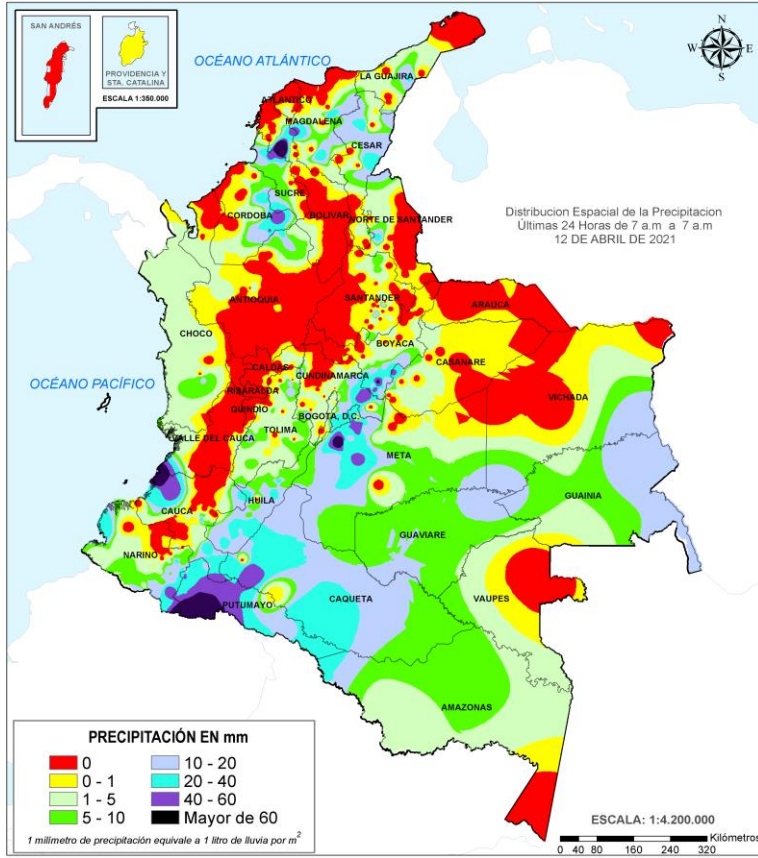 SAN ANDRÉS
PROVIDENCIA Y
STA. CATALINA
ESCALA 1:350.000
OCÉANO ATLÁNTICO
N
W
E
S
LA GUAJIRA
ATLANTICO
MAGDALENA
CESAR
SUCRE
CORDOBA
BOLIVAR
NORTE DE SANTANDER
Distribucion Espacial de la Precipitacion
Últimas 24 Horas de 7 a.m a 7 a.m
12 DE ABRIL DE 2021
ANTIOQUIA
SANTANDER
ARAUCA
CHOCO
BOYACA
CASANARE
OCÉANO PACÍFICO
CALDAS
CUNDINAMARCA
RISARALDA
VICHADA
QUINDIO
BOGOTA, D.C.
TOLIMA
VALLE DEL CAUCA
META
GUAINIA
HUILA
CAUCA
GUAVIARE
NARIÑO
VAUPES
CAQUETA
PUTUMAYO
AMAZONAS
PRECIPITACIÓN EN mm
0
10 - 20
0 - 1
20 - 40
1 - 5
40 - 60
5 - 10
Mayor de 60
1 milímetro de precipitación equivale a 1 litro de lluvia por m²
ESCALA: 1:4.200.000
0 40 80 160 240 320 Kilómetros